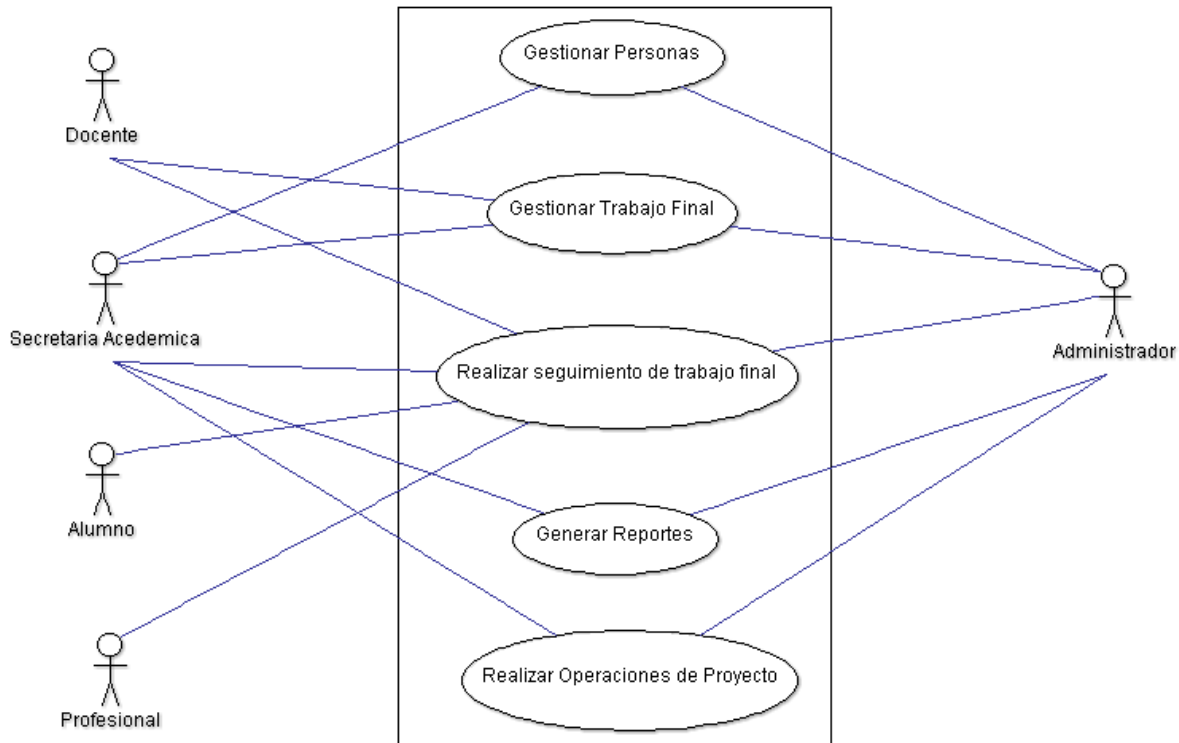 Gestionar Personas
Docente
Gestionar Trabajo Final
Secretaria Acedemica
Administrador
Realizar seguimiento de trabajo final
Alumno
Generar Reportes
Realizar Operaciones de Proyecto
Profesional